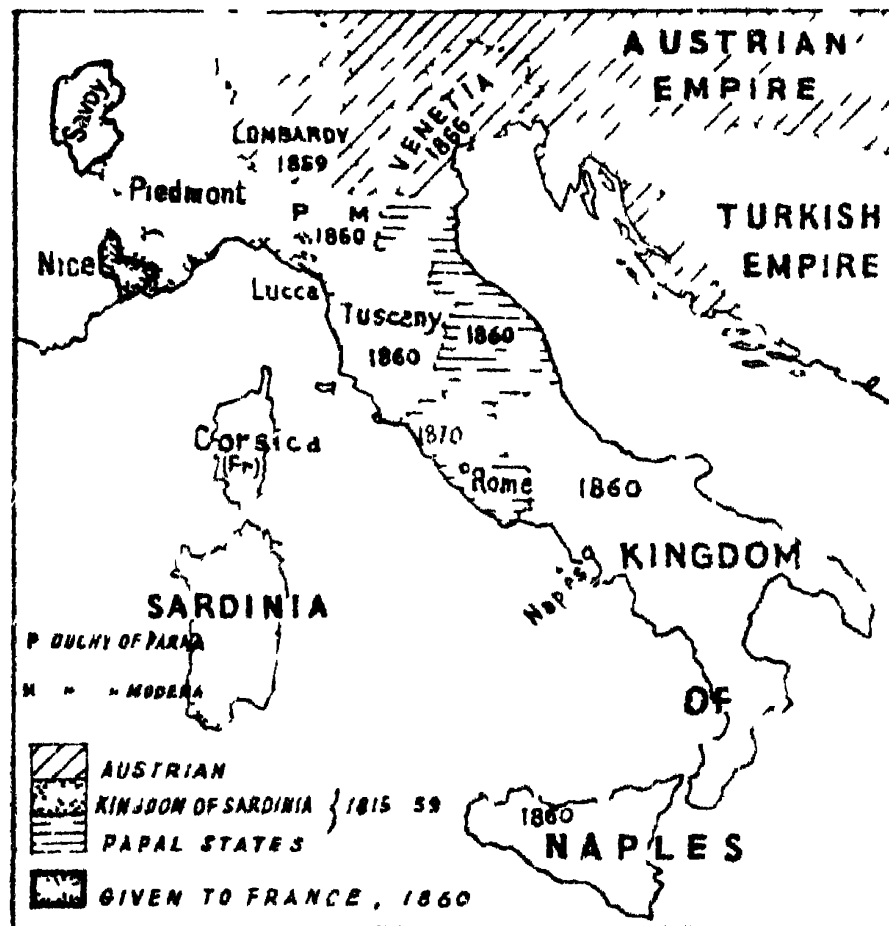 AUSTRIAN
EMPIRE
Savoy
LOMBARDY
1859
VENETIA
1866
Piedmont
P M
1860
TURKISH
EMPIRE
Nice
Lucca
Tuscany
1860
1860
1870
Corsica
(Fr)
Rome
1860
KINGDOM
Naples
SARDINIA
P DUCHY OF PARMA
M " " MODENA
OF
AUSTRIAN
KINGDOM OF SARDINIA } 1815 59
PAPAL STATES
1860
NAPLES
GIVEN TO FRANCE, 1860